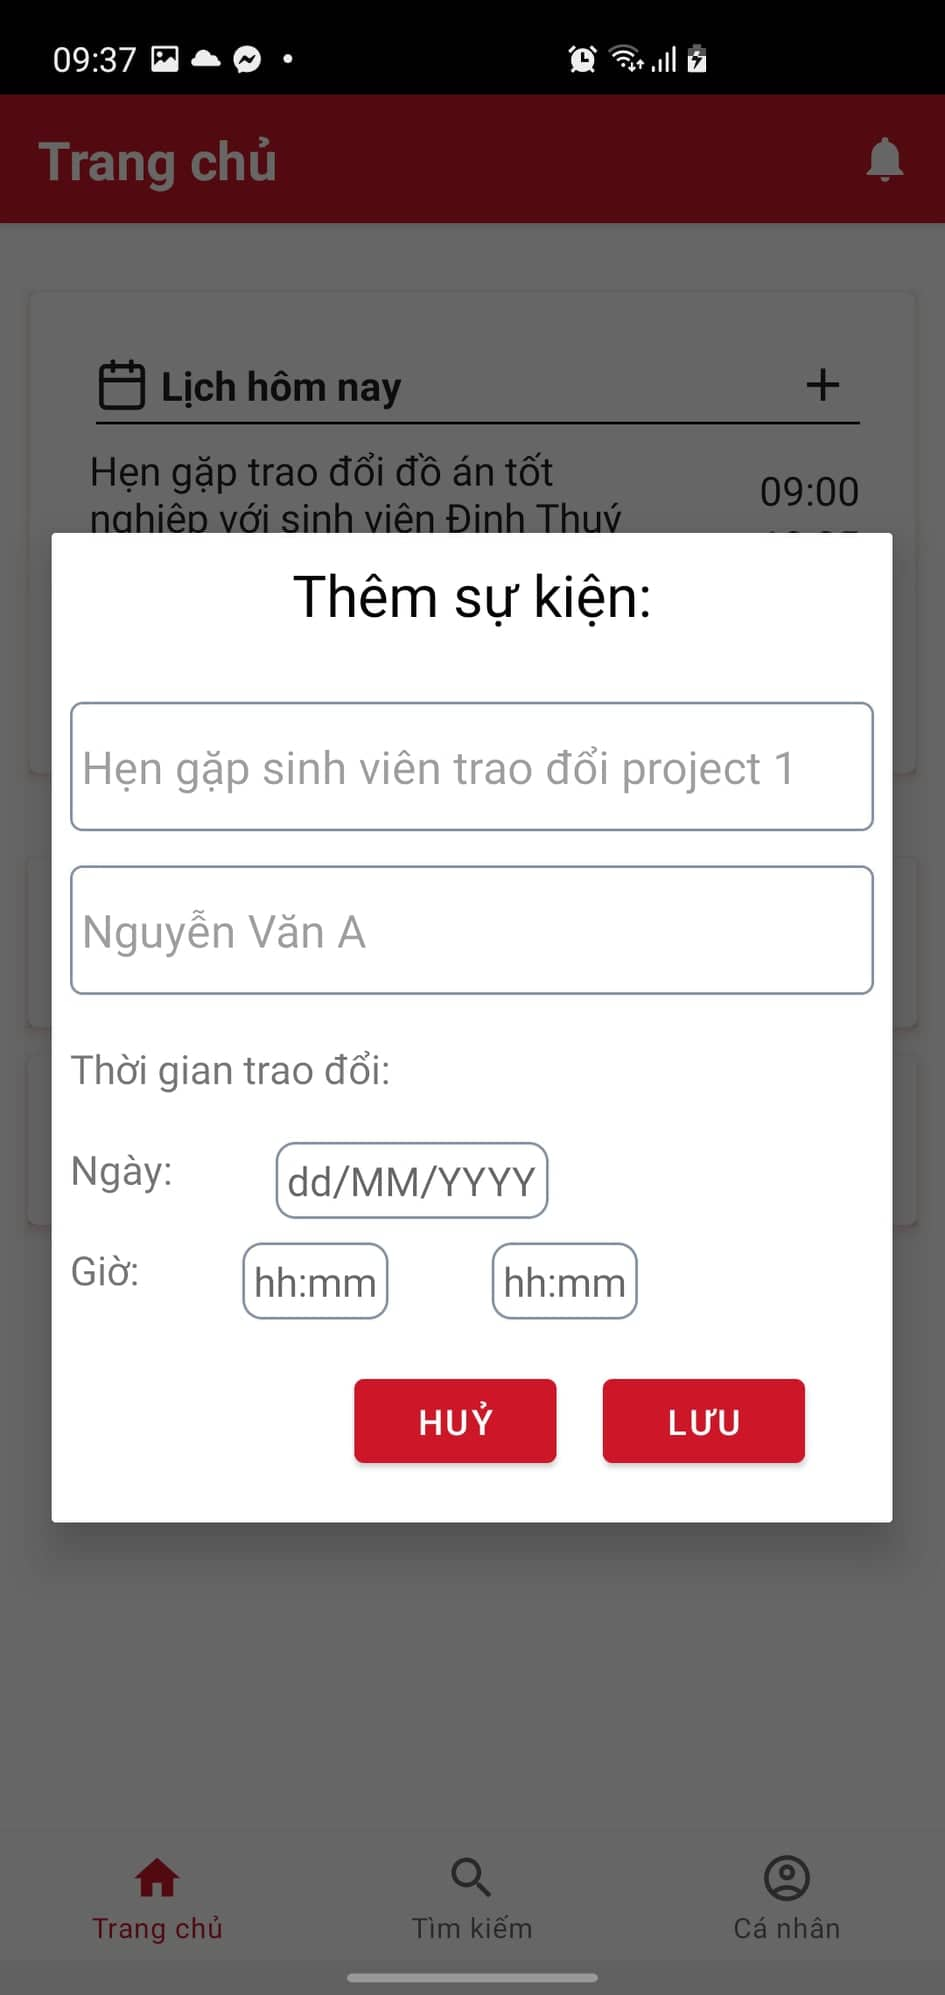 09:37
Trang chủ
Lịch hôm nay
Hẹn gặp trao đổi đồ án tốt
nghiệp với sinh viên Đinh Thuý
09:00
Thêm sự kiện:
Hẹn gặp sinh viên trao đổi project 1
Nguyễn Văn A
Thời gian trao đổi:
Ngày: dd/MM/YYYY
Giờ: hh:mm hh:mm
HUỶ LƯU
Trang chủ Tìm kiếm Cá nhân